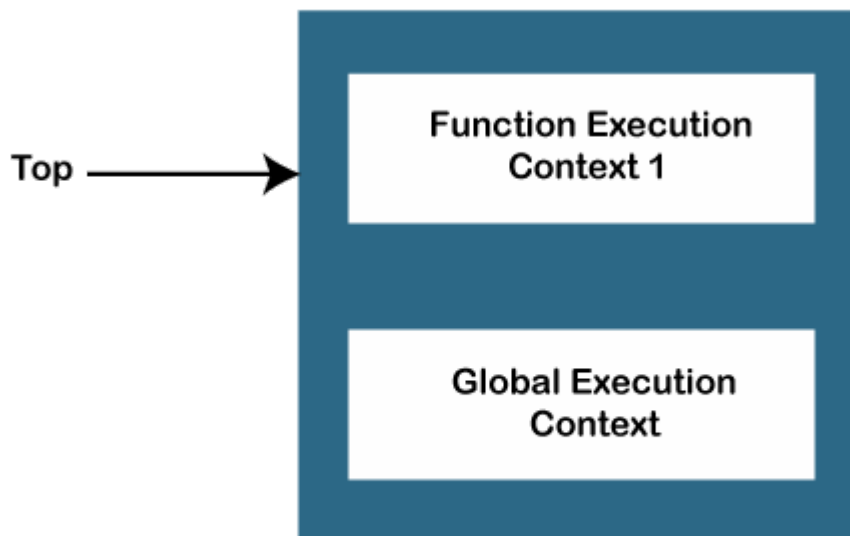 Function Execution
Context 1
Top
Global Execution
Context